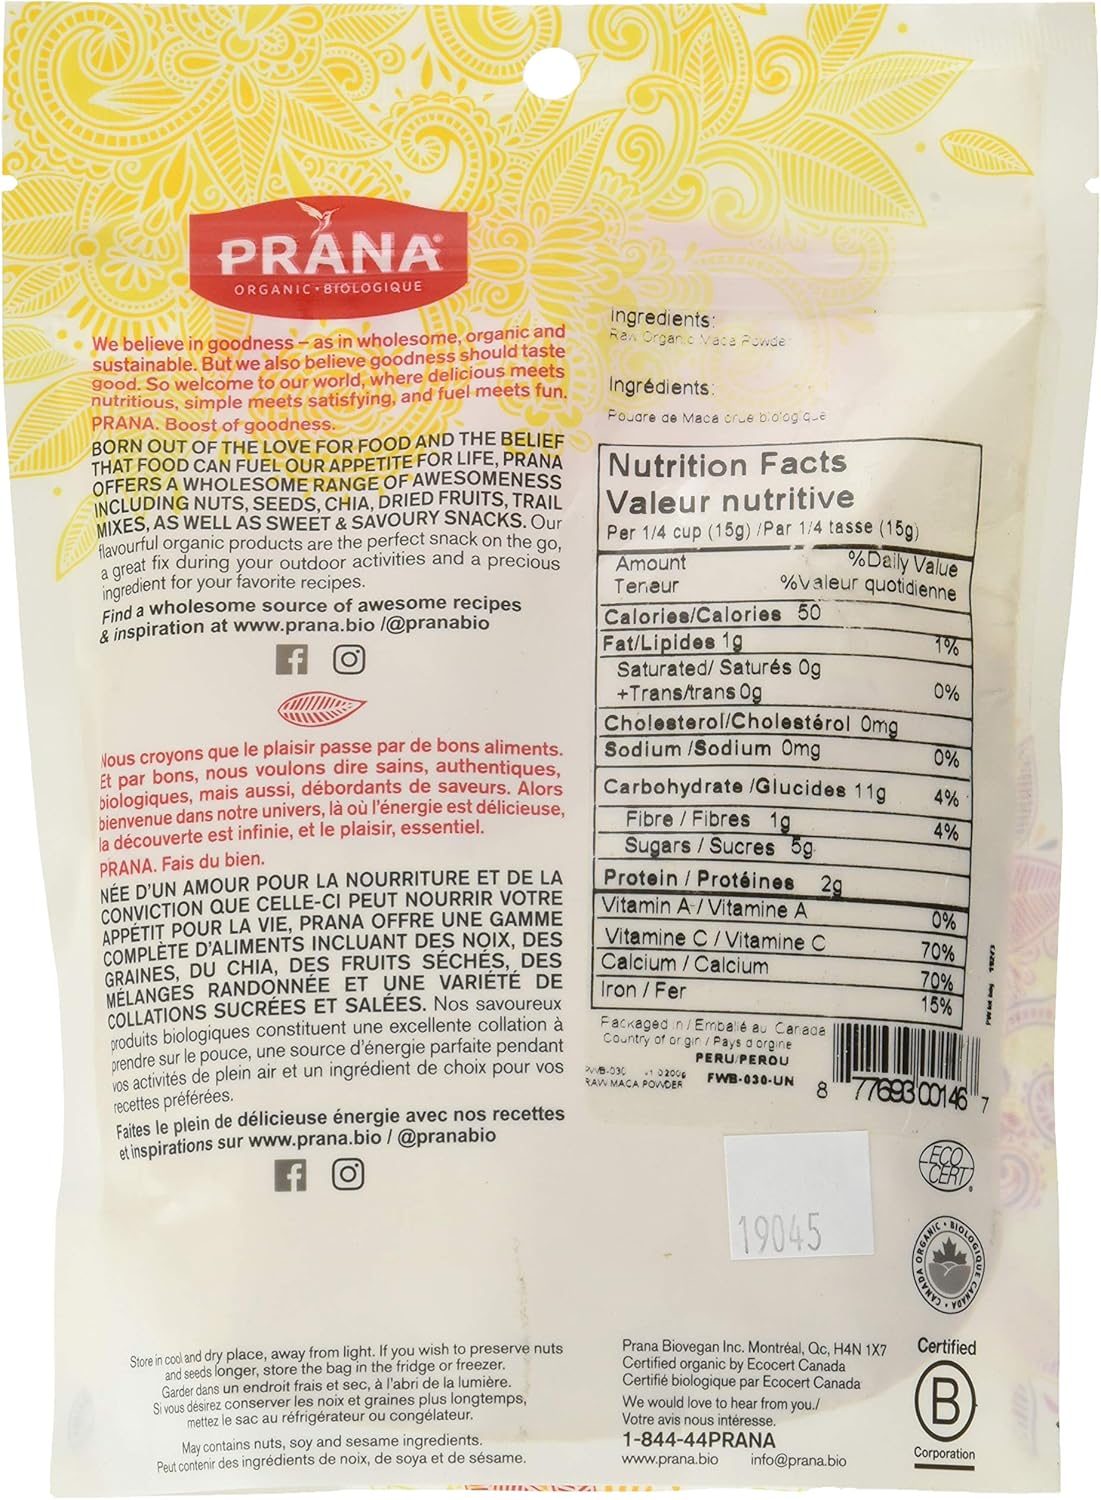 PRANA
ORGANIC • BIOLOGIQUE
We believe in goodness – as in wholesome, organic and
sustainable. But we also believe goodness should taste
good. So welcome to our world, where delicious meets
nutritious, simple meets satisfying, and fuel meets fun.
PRANA. Boost of goodness.
BORN OUT OF THE LOVE FOR FOOD AND THE BELIEF
THAT FOOD CAN FUEL OUR APPETITE FOR LIFE, PRANA
OFFERS A WHOLESOME RANGE OF AWESOMENESS
INCLUDING NUTS, SEEDS, CHIA, DRIED FRUITS, TRAIL
MIXES, AS WELL AS SWEET & SAVOURY SNACKS. Our
flavourful organic products are the perfect snack on the go,
a great fix during your outdoor activities and a precious
ingredient for your favorite recipes.
Find a wholesome source of awesome recipes
& inspiration at www.prana.bio /@pranabio
Nous croyons que le plaisir passe par de bons aliments.
Et par bons, nous voulons dire sains, authentiques,
biologiques, mais aussi, débordants de saveurs. Alors
bienvenue dans notre univers, là où l'énergie est délicieuse,
la découverte est infinie, et le plaisir, essentiel.
PRANA. Fais du bien.
NÉE D'UN AMOUR POUR LA NOURRITURE ET DE LA
CONVICTION QUE CELLE-CI PEUT NOURRIR VOTRE
APPÉTIT POUR LA VIE, PRANA OFFRE UNE GAMME
COMPLÈTE D'ALIMENTS INCLUANT DES NOIX, DES
GRAINES, DU CHIA, DES FRUITS SÉCHÉS, DES
MÉLANGES RANDONNÉE ET UNE VARIÉTÉ DE
COLLATIONS SUCRÉES ET SALÉES. Nos savoureux
produits biologiques constituent une excellente collation à
prendre sur le pouce, une source d'énergie parfaite pendant
vos activités de plein air et un ingrédient de choix pour vos
recettes préférées.
Faites le plein de délicieuse énergie avec nos recettes
et inspirations sur www.prana.bio / @pranabio
Store in cool and dry place, away from light. If you wish to preserve nuts
and seeds longer, store the bag in the fridge or freezer.
Garder dans un endroit frais et sec, à l'abri de la lumière.
Si vous désirez conserver les noix et graines plus longtemps,
mettez le sac au réfrigérateur ou congélateur.
May contains nuts, soy and sesame ingredients.
Peut contenir des ingrédients de noix, de soya et de sésame.
Ingredients:
Raw Organic Maca Powder
Ingrédients:
Poudre de Maca crue biologique
Nutrition Facts
Valeur nutritive
Per 1/4 cup (15g) /Par 1/4 tasse (15g)
Amount %Daily Value
Teneur %Valeur quotidienne
Calories/Calories 50
Fat/Lipides 1g 1%
Saturated/ Saturés 0g
+Trans/trans 0g 0%
Cholesterol/Cholestérol 0mg
Sodium /Sodium 0mg 0%
Carbohydrate /Glucides 11g 4%
Fibre / Fibres 1g 4%
Sugars / Sucres 5g
Protein / Protéines 2g
Vitamin A / Vitamine A 0%
Vitamine C / Vitamine C 70%
Calcium / Calcium 70%
Iron / Fer 15%
Packaged in / Emballé au Canada
Country of orgin / Pays d'orgine
PERU/PEROU
RAW MACA POWDER FWB-030-UN
8 77693 00146 7
19045
ECO
CERT
CANADA ORGANIC • BIOLOGIQUE CANADA
Prana Biovegan Inc. Montréal, Qc, H4N 1X7
Certified organic by Ecocert Canada
Certifié biologique par Ecocert Canada
We would love to hear from you./
Votre avis nous intéresse.
1-844-44PRANA
www.prana.bio info@prana.bio
Certified
B
Corporation